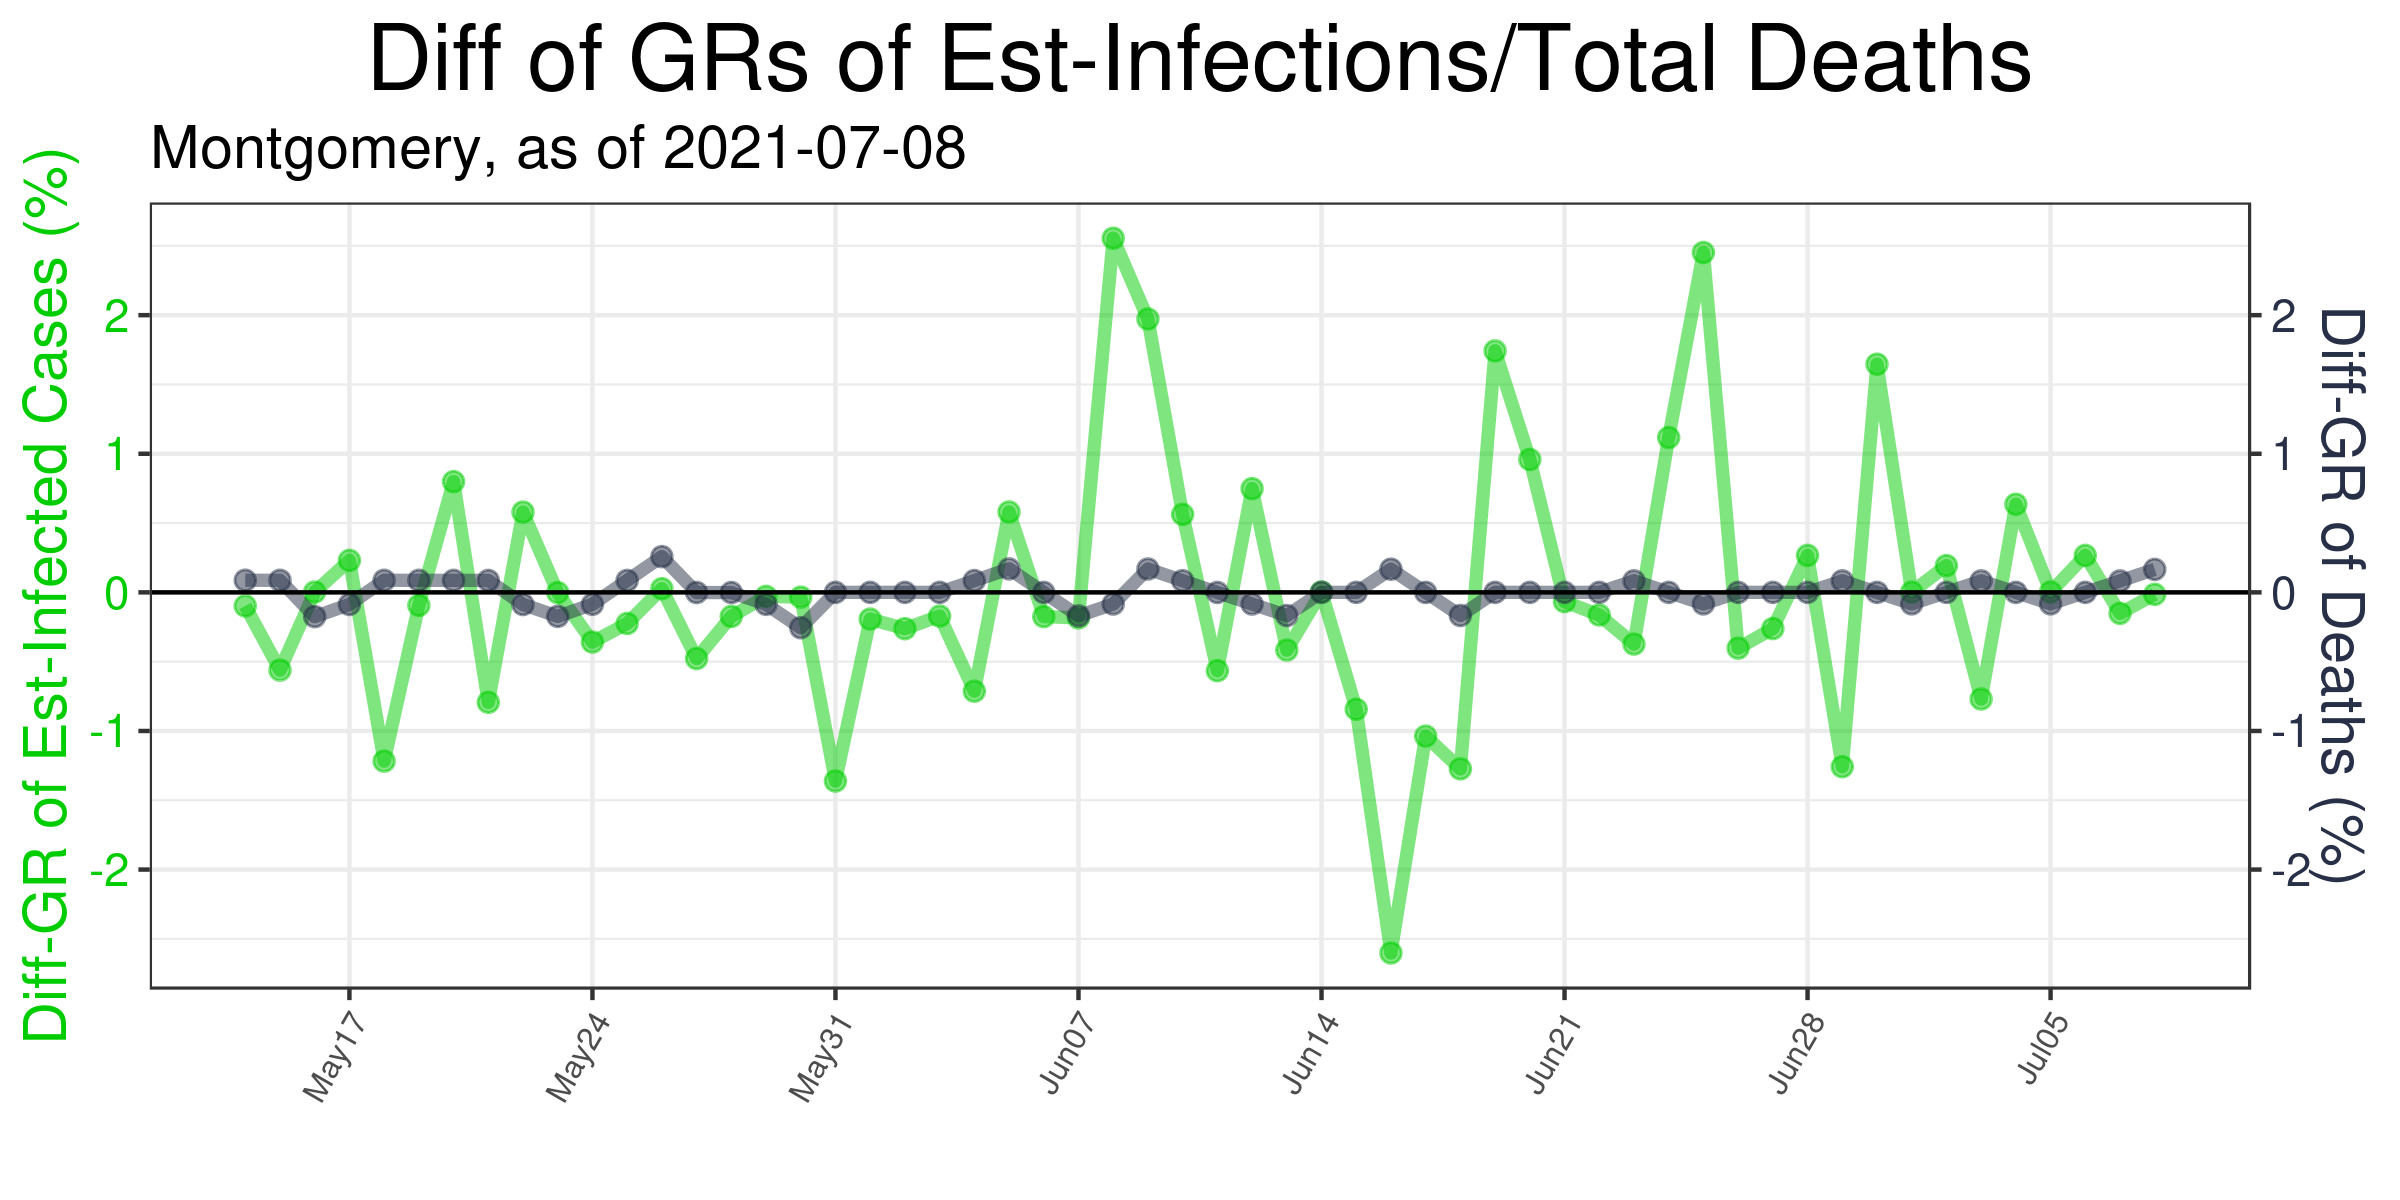 Diff of GRs of Est-Infections/Total Deaths
Montgomery, as of 2021-07-08
Diff-GR of Est-Infected Cases (%)
2
1
0
-1
-2
2
1
0
-1
-2
Diff-GR of Deaths (%)
May17
May24
May31
Jun07
Jun14
Jun21
Jun28
Jul05